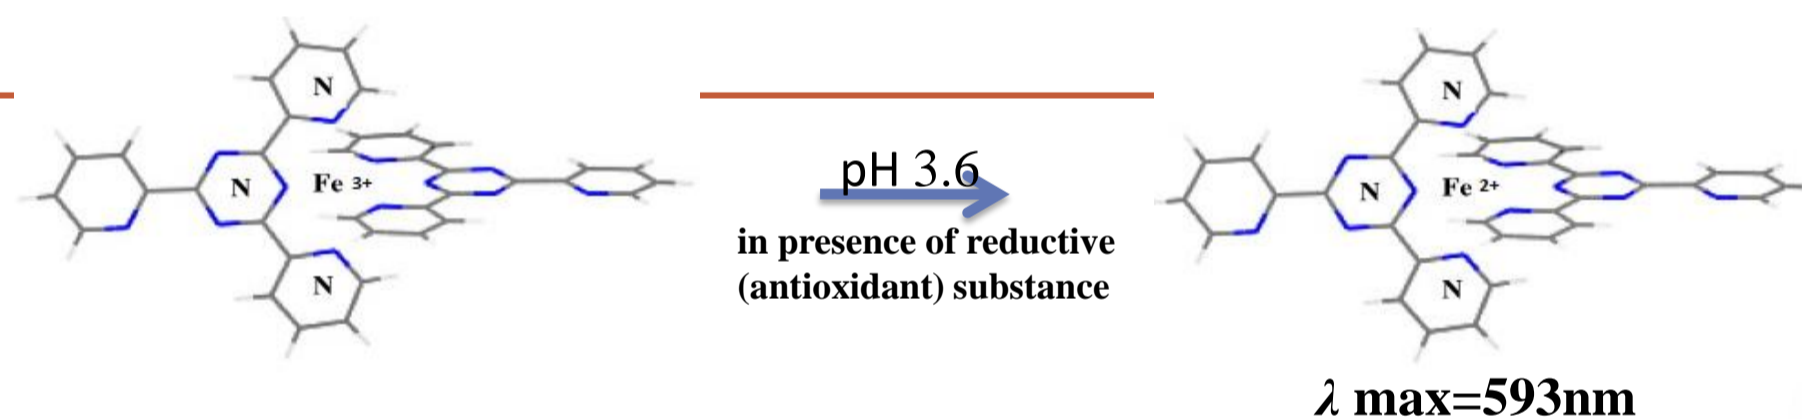 N
N
Fe 3+
N
pH 3.6
in presence of reductive
(antioxidant) substance
N
N
Fe 2+
N
λ max=593nm